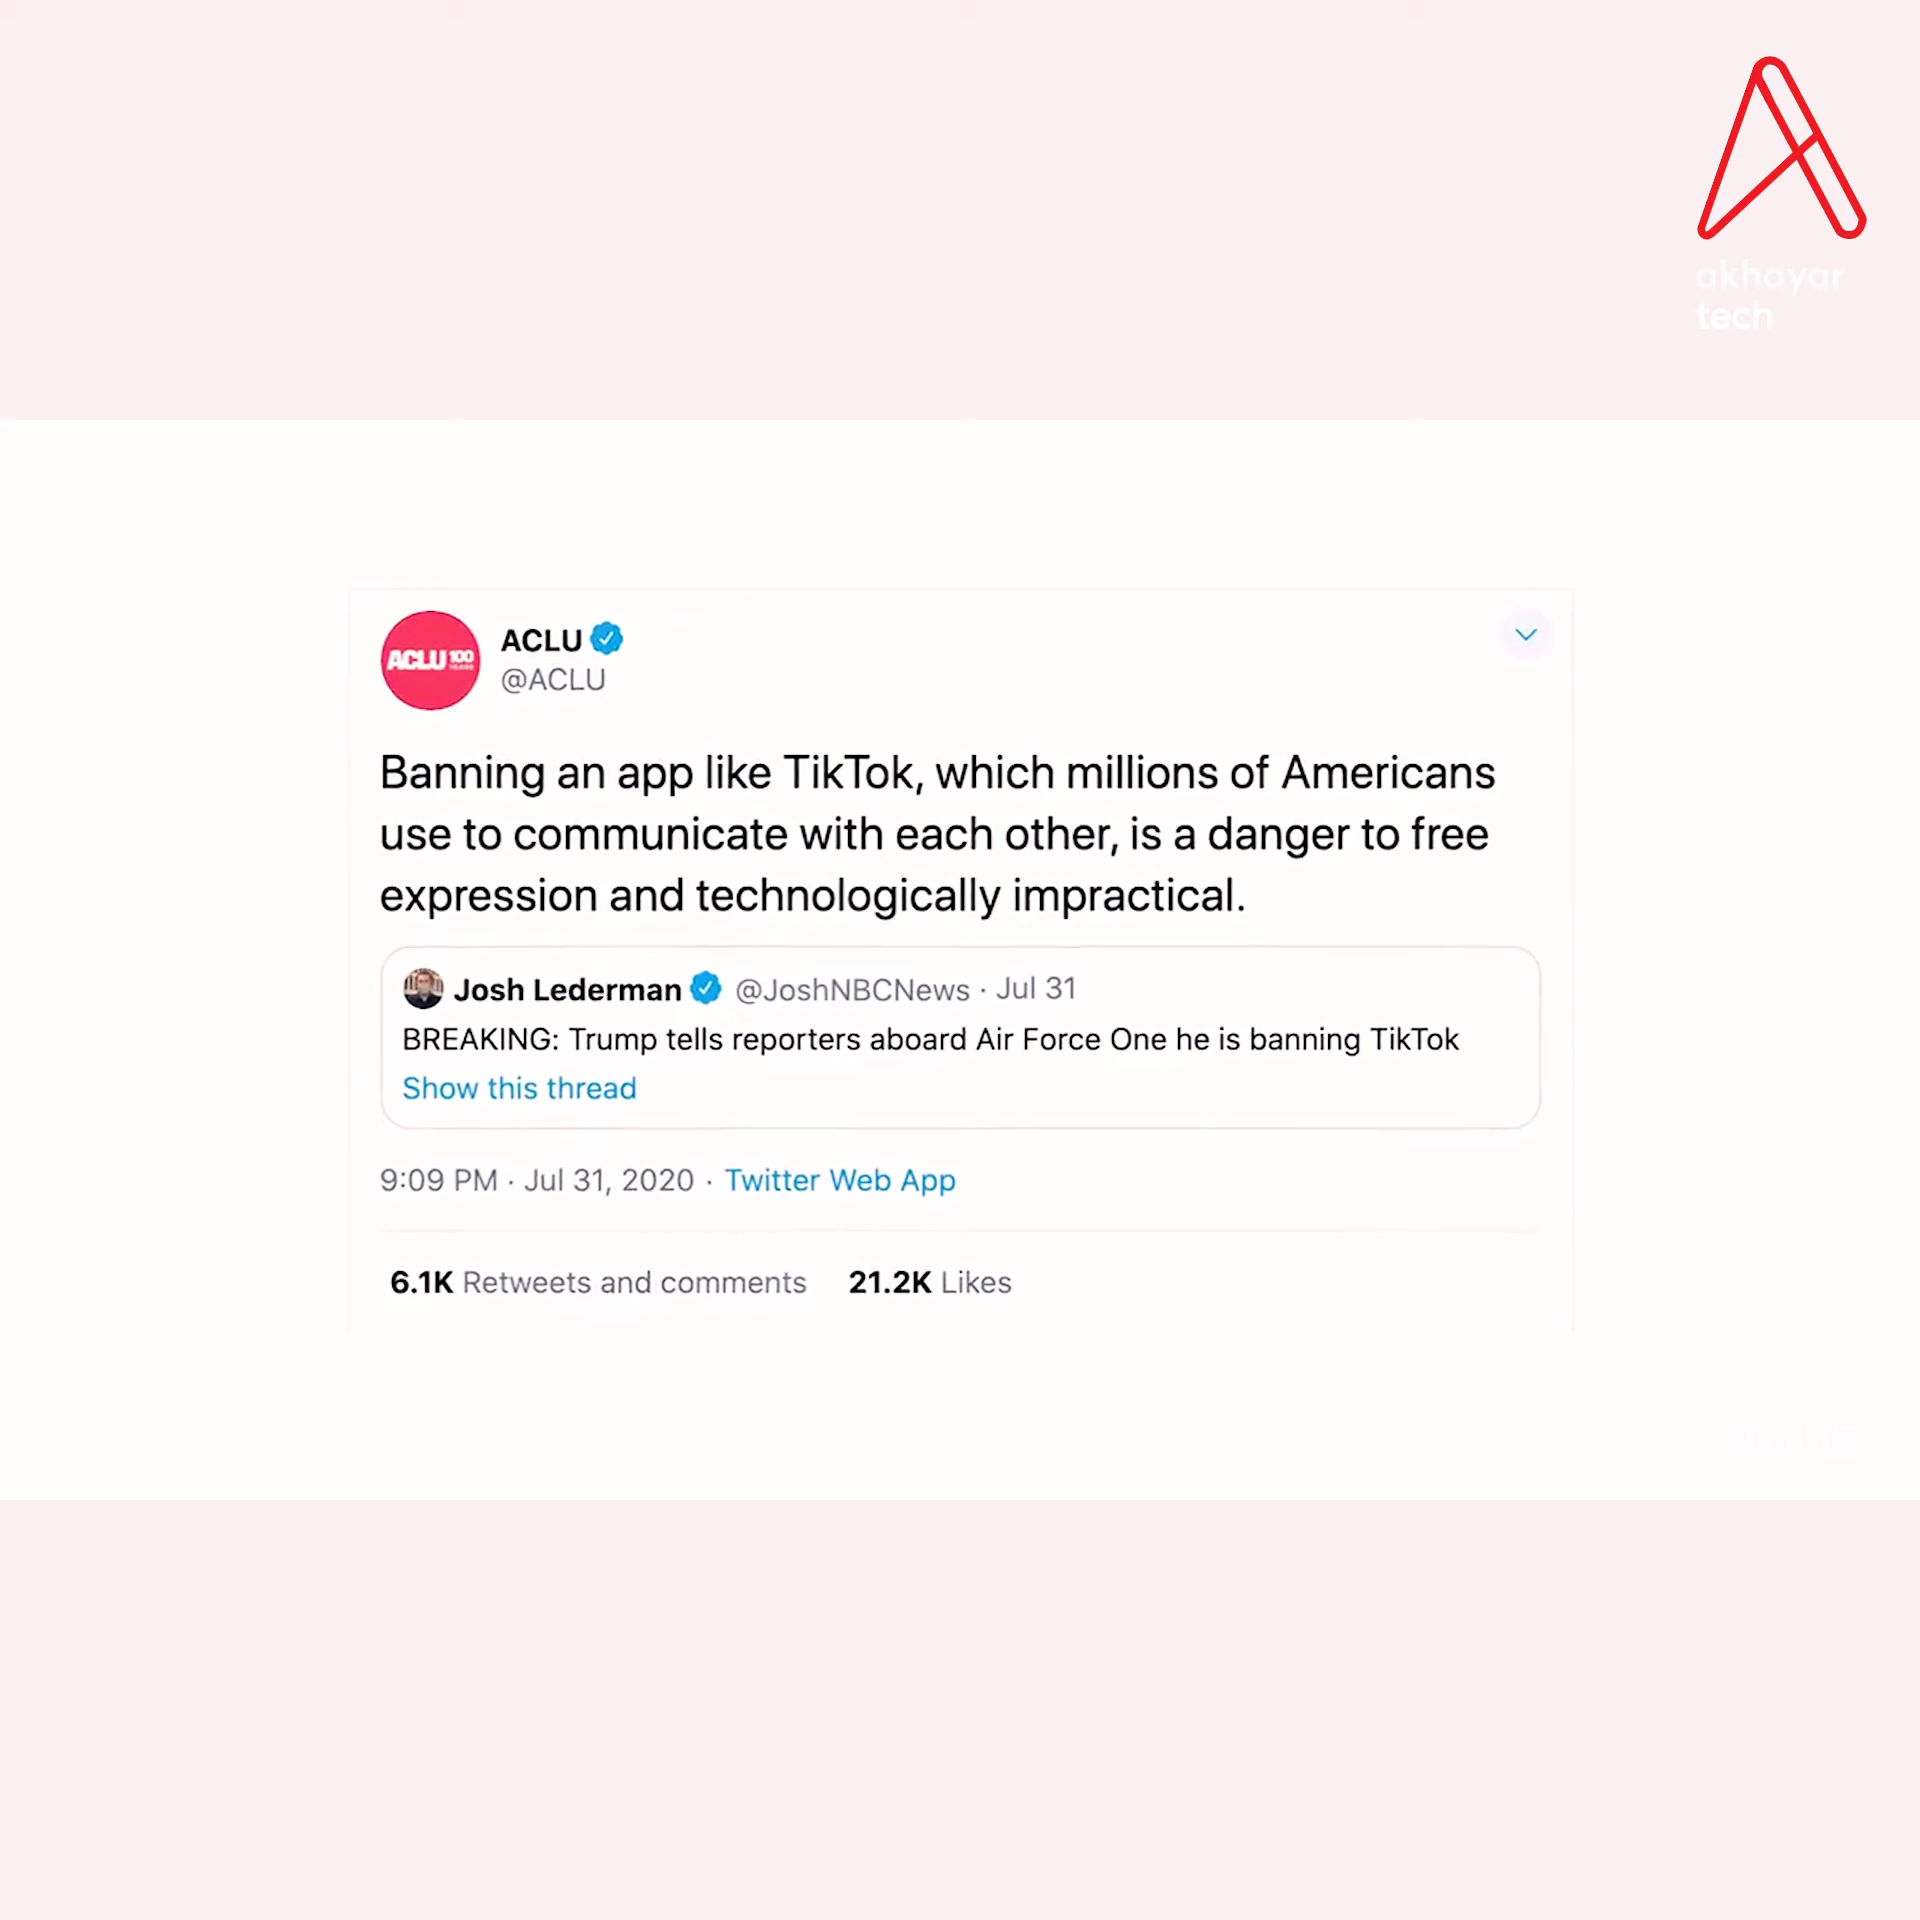 akhayar
tech
ACLU 100
YEARS
ACLU
@ACLU
Banning an app like TikTok, which millions of Americans
use to communicate with each other, is a danger to free
expression and technologically impractical.
Josh Lederman @JoshNBCNews · Jul 31
BREAKING: Trump tells reporters aboard Air Force One he is banning TikTok
Show this thread
9:09 PM · Jul 31, 2020 · Twitter Web App
6.1K Retweets and comments 21.2K Likes